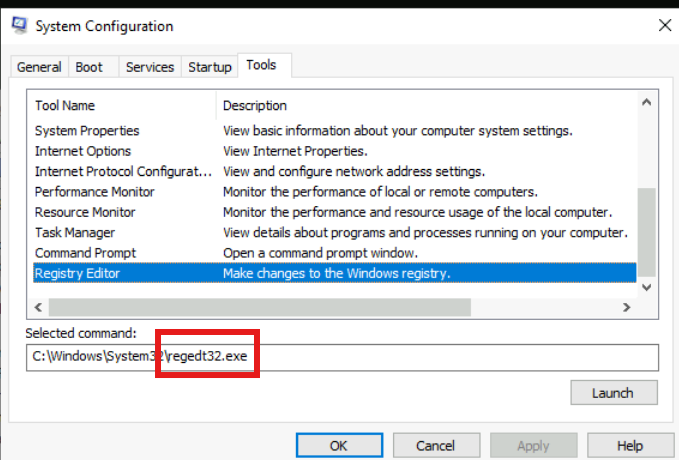 System Configuration
General Boot Services Startup Tools
Tool Name Description
System Properties View basic information about your computer system settings.
Internet Options View Internet Properties.
Internet Protocol Configurat... View and configure network address settings.
Performance Monitor Monitor the performance of local or remote computers.
Resource Monitor Monitor the performance and resource usage of the local computer.
Task Manager View details about programs and processes running on your computer.
Command Prompt Open a command prompt window.
Registry Editor Make changes to the Windows registry.
Selected command:
C:\Windows\System32\regedt32.exe
Launch
OK Cancel Apply Help